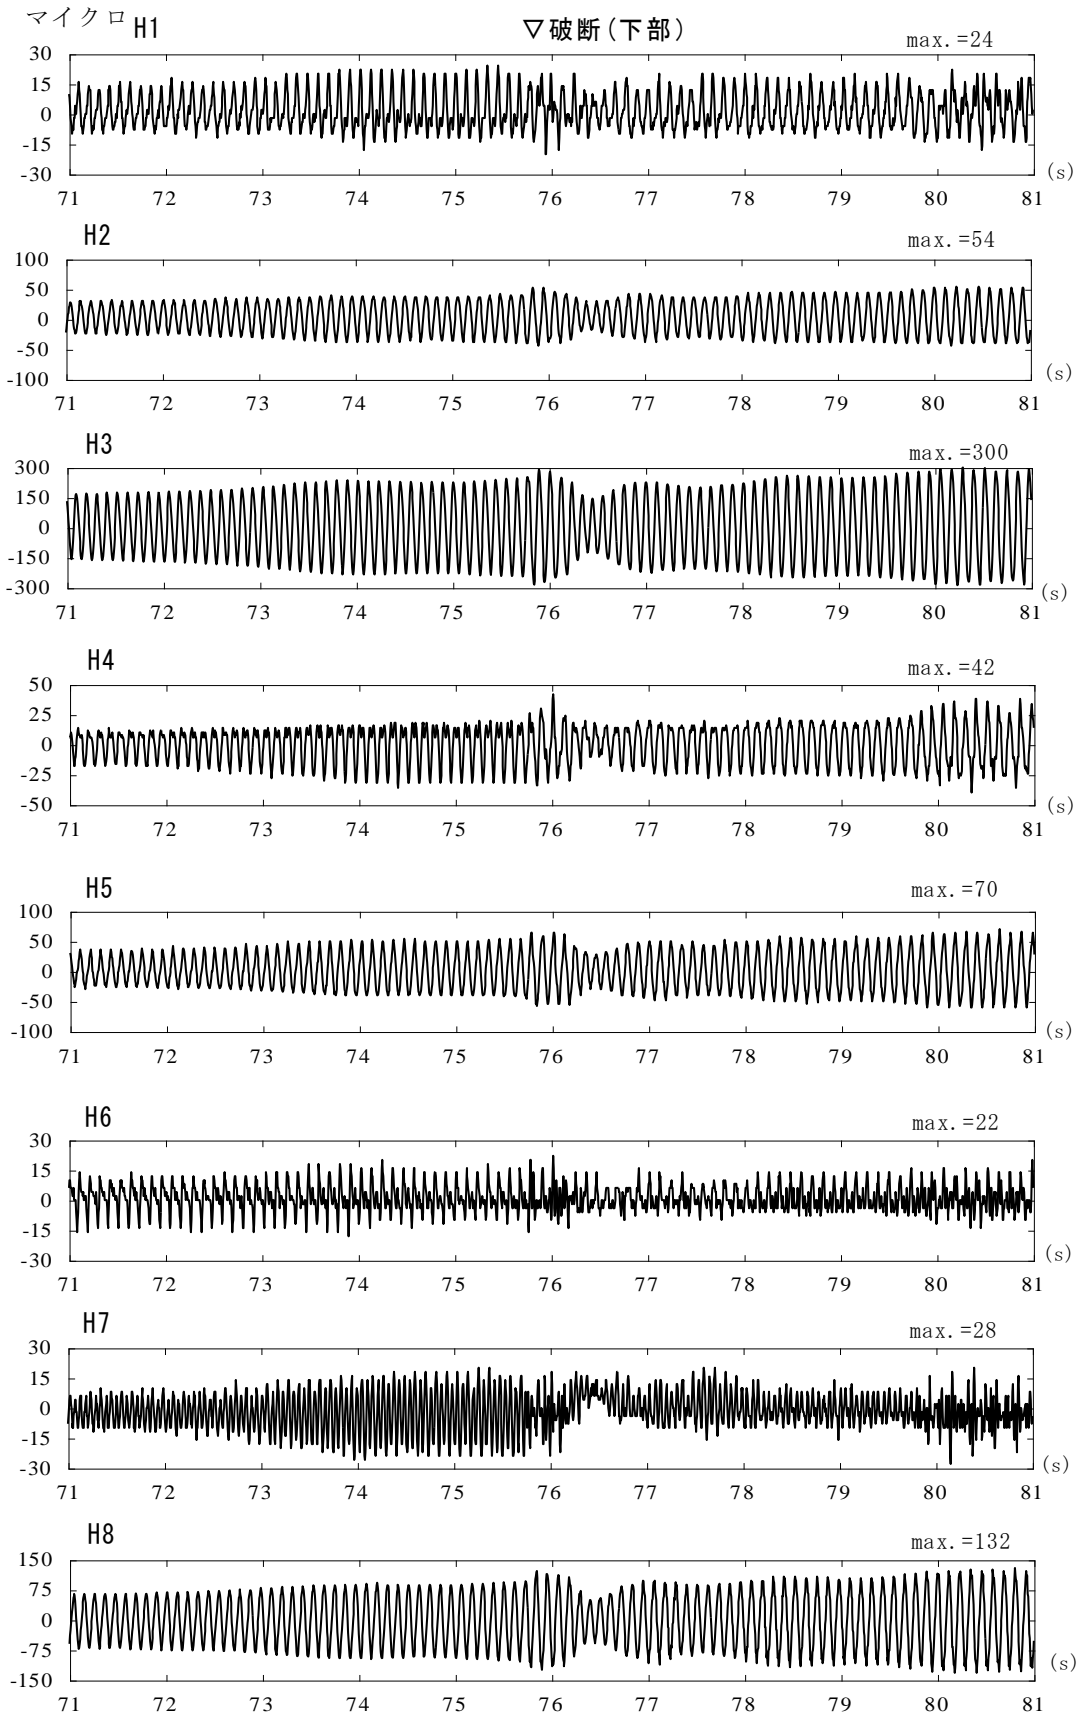 マイクロ H1 ▽破断(下部) max.=24
30
15
0
-15
-30
(s)
71 72 73 74 75 76 77 78 79 80 81
H2 max.=54
100
50
0
-50
-100
(s)
71 72 73 74 75 76 77 78 79 80 81
H3 max.=300
300
150
0
-150
-300
(s)
71 72 73 74 75 76 77 78 79 80 81
H4 max.=42
50
25
0
-25
-50
(s)
71 72 73 74 75 76 77 78 79 80 81
H5 max.=70
100
50
0
-50
-100
(s)
71 72 73 74 75 76 77 78 79 80 81
H6 max.=22
30
15
0
-15
-30
(s)
71 72 73 74 75 76 77 78 79 80 81
H7 max.=28
30
15
0
-15
-30
(s)
71 72 73 74 75 76 77 78 79 80 81
H8 max.=132
150
75
0
-75
-150
(s)
71 72 73 74 75 76 77 78 79 80 81